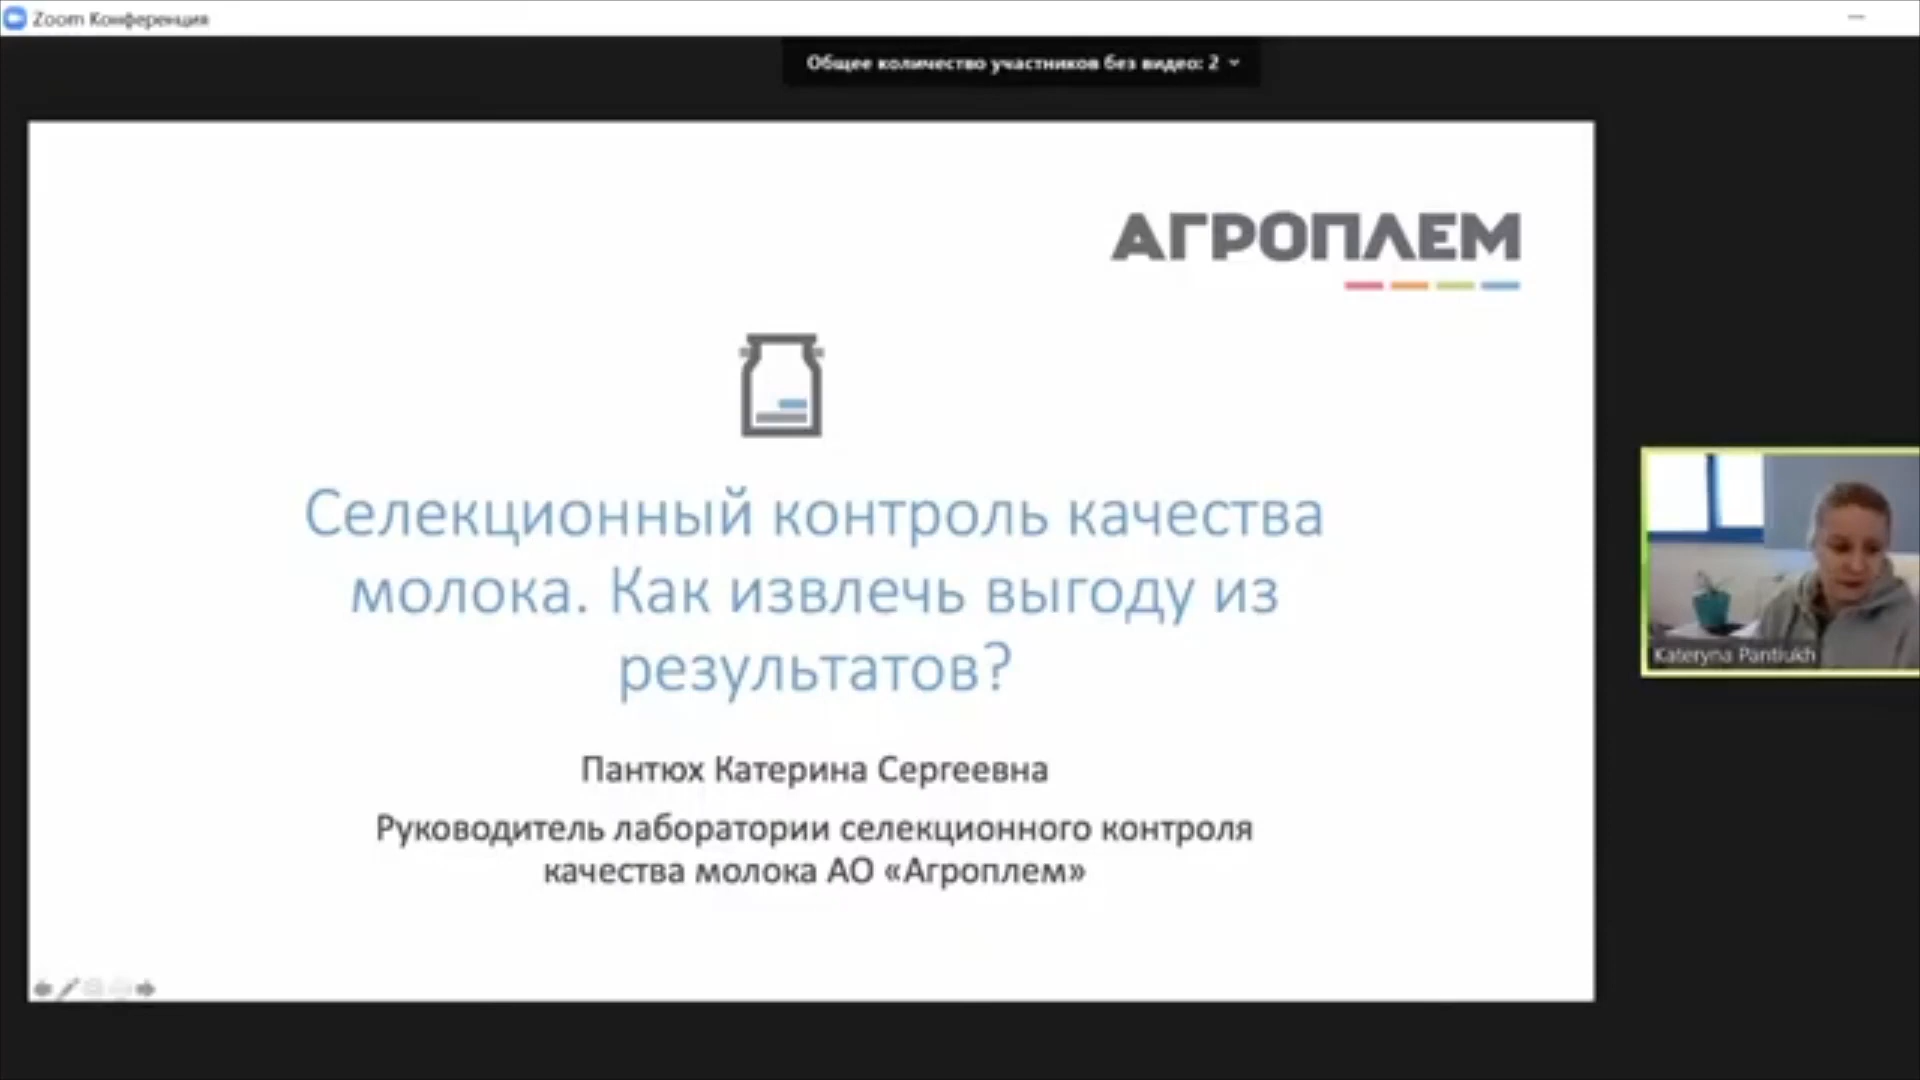 Zoom Конференция
Общее количество участников без видео: 2
АГРОПЛЕМ
Селекционный контроль качества
молока. Как извлечь выгоду из
результатов?
Kateryna Pantiukh
Пантюх Катерина Сергеевна
Руководитель лаборатории селекционного контроля
качества молока АО «Агроплем»